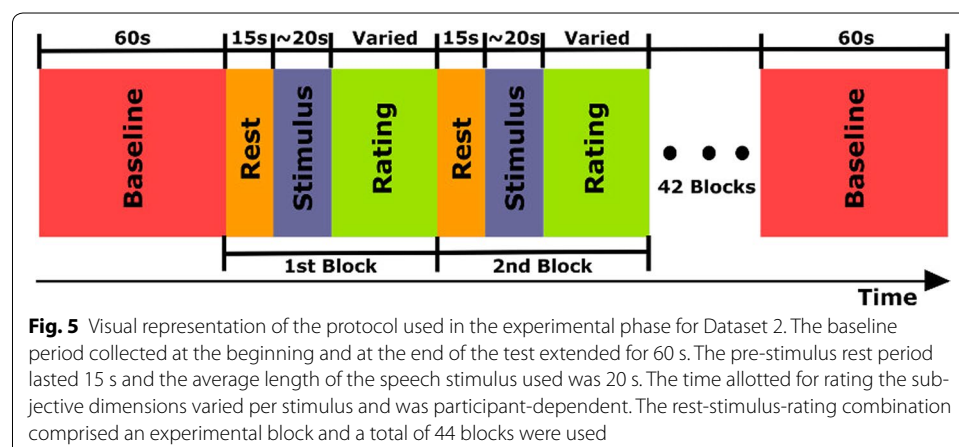 60s 15s ~20s Varied 15s ~20s Varied 60s
Baseline Rest Stimulus Rating Rest Stimulus Rating Baseline
42 Blocks
1st Block 2nd Block
Time
Fig. 5 Visual representation of the protocol used in the experimental phase for Dataset 2. The baseline
period collected at the beginning and at the end of the test extended for 60 s. The pre-stimulus rest period
lasted 15 s and the average length of the speech stimulus used was 20 s. The time allotted for rating the sub-
jective dimensions varied per stimulus and was participant-dependent. The rest-stimulus-rating combination
comprised an experimental block and a total of 44 blocks were used